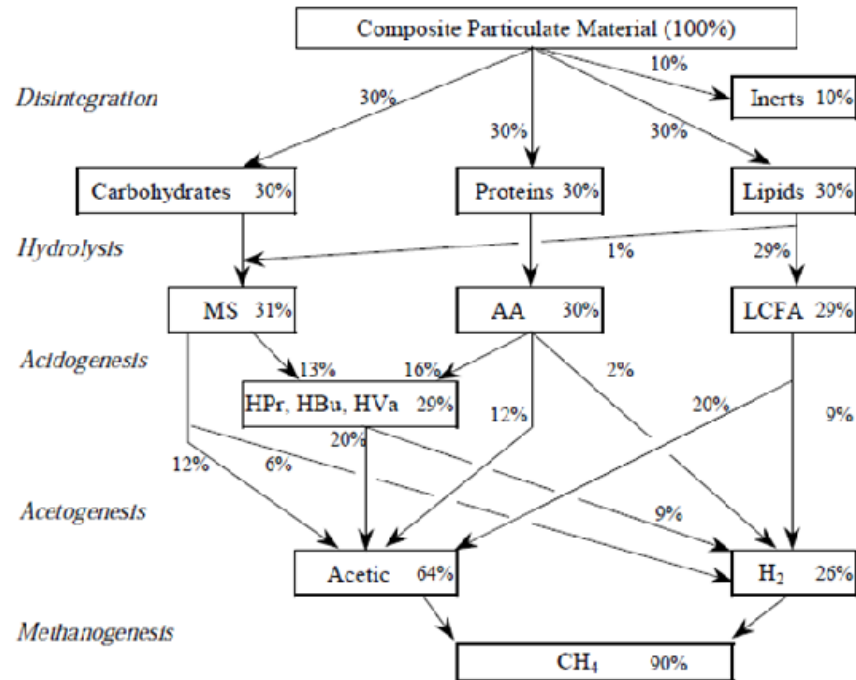 Composite Particulate Material (100%)
10%
Disintegration
30%
Inerts 10%
30%
30%
Carbohydrates 30%
Proteins 30%
Lipids 30%
Hydrolysis
1%
29%
MS 31%
AA 30%
LCFA 29%
Acidogenesis
13%
16%
2%
HPr, HBu, HVa 29%
12%
20%
9%
20%
12%
6%
Acetogenesis
9%
Acetic 64%
H₂ 26%
Methanogenesis
CH₄ 90%